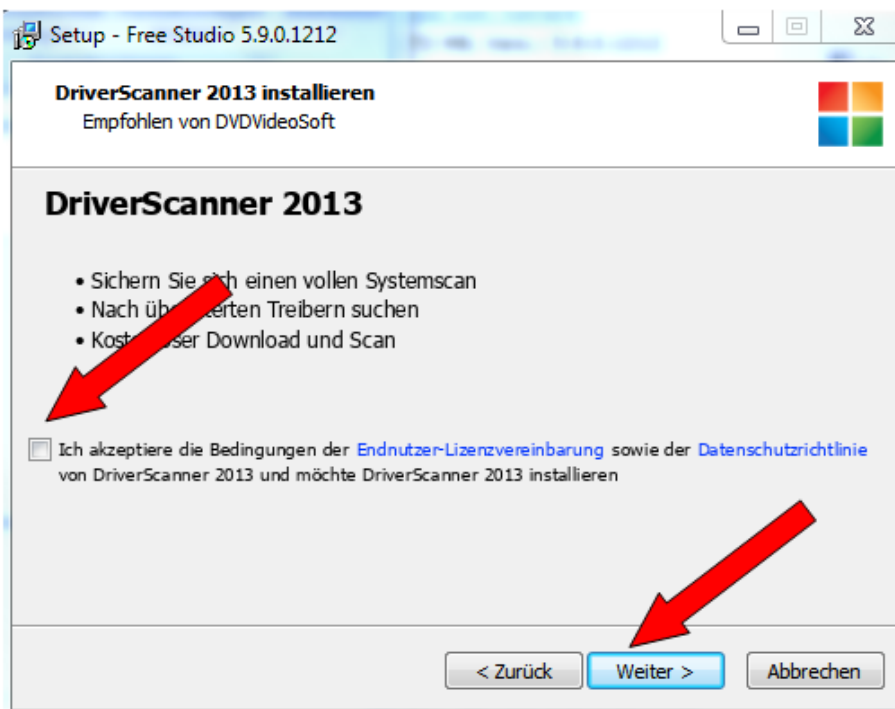 Setup - Free Studio 5.9.0.1212
DriverScanner 2013 installieren
Empfohlen von DVDVideoSoft
DriverScanner 2013
• Sichern Sie sich einen vollen Systemscan
• Nach Treibern suchen
• Download und Scan
Ich akzeptiere die Bedingungen der Endnutzer-Lizenzvereinbarung sowie der Datenschutzrichtlinie
von DriverScanner 2013 und möchte DriverScanner 2013 installieren
< Zurück Weiter > Abbrechen